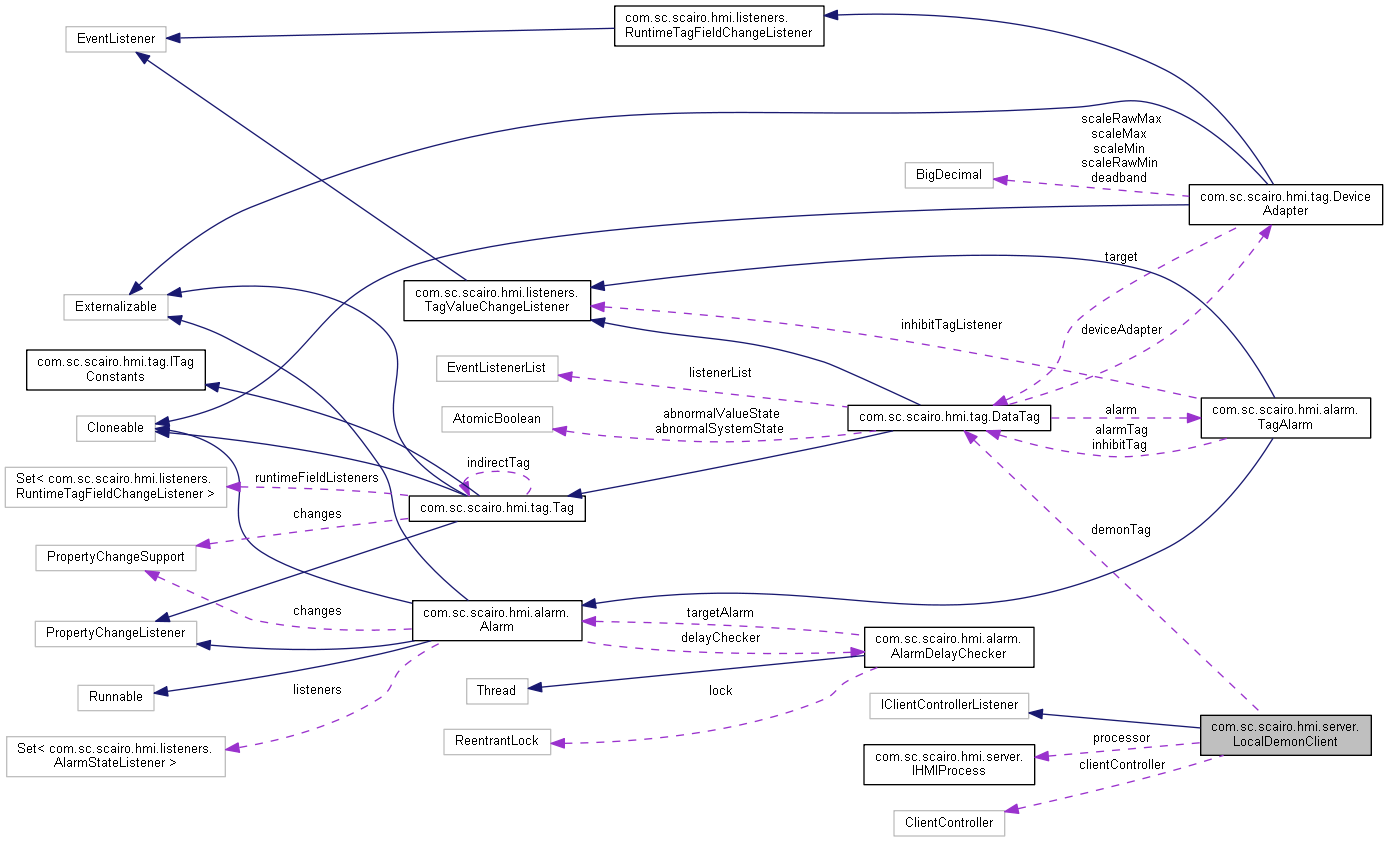 com.sc.scairo.hmi.listeners.
RuntimeTagFieldChangeListener
EventListener
scaleRawMax
scaleMax
scaleMin
scaleRawMin
deadband
BigDecimal
com.sc.scairo.hmi.tag.Device
Adapter
target
Externalizable
com.sc.scairo.hmi.listeners.
TagValueChangeListener
inhibitTagListener
deviceAdapter
com.sc.scairo.hmi.tag.ITag
Constants
EventListenerList
listenerList
AtomicBoolean
abnormalValueState
abnormalSystemState
com.sc.scairo.hmi.tag.DataTag
alarm
alarmTag
inhibitTag
com.sc.scairo.hmi.alarm.
TagAlarm
Cloneable
indirectTag
Set< com.sc.scairo.hmi.listeners.
RuntimeTagFieldChangeListener >
runtimeFieldListeners
com.sc.scairo.hmi.tag.Tag
changes
demonTag
PropertyChangeSupport
changes
com.sc.scairo.hmi.alarm.
Alarm
targetAlarm
delayChecker
com.sc.scairo.hmi.alarm.
AlarmDelayChecker
PropertyChangeListener
Runnable
listeners
Thread
lock
IClientControllerListener
Set< com.sc.scairo.hmi.listeners.
AlarmStateListener >
ReentrantLock
com.sc.scairo.hmi.server.
LocalDemonClient
processor
com.sc.scairo.hmi.server.
IHMIProcess
clientController
ClientController